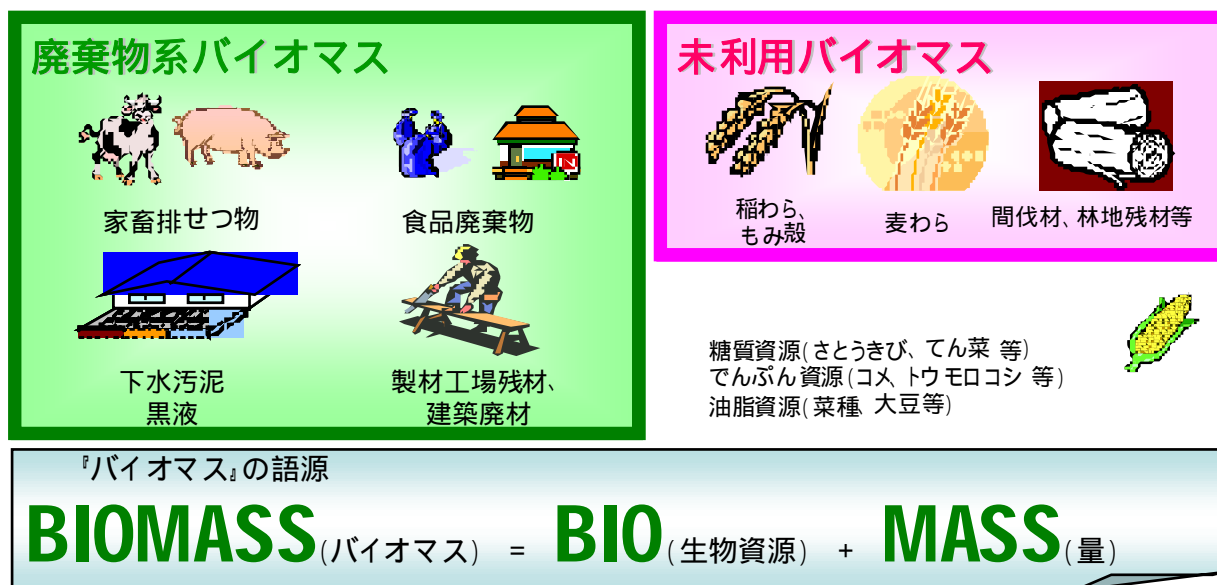 廃棄物系バイオマス
家畜排せつ物
食品廃棄物
下水汚泥
黒液
製材工場残材、
建築廃材
未利用バイオマス
稲わら、
もみ殻
麦わら
間伐材、林地残材等
糖質資源(さとうきび、てん菜 等)
でんぷん資源(コメ、トウモロコシ 等)
油脂資源(菜種、大豆等)
『バイオマス』の語源
BIOMASS(バイオマス) = BIO(生物資源) + MASS(量)